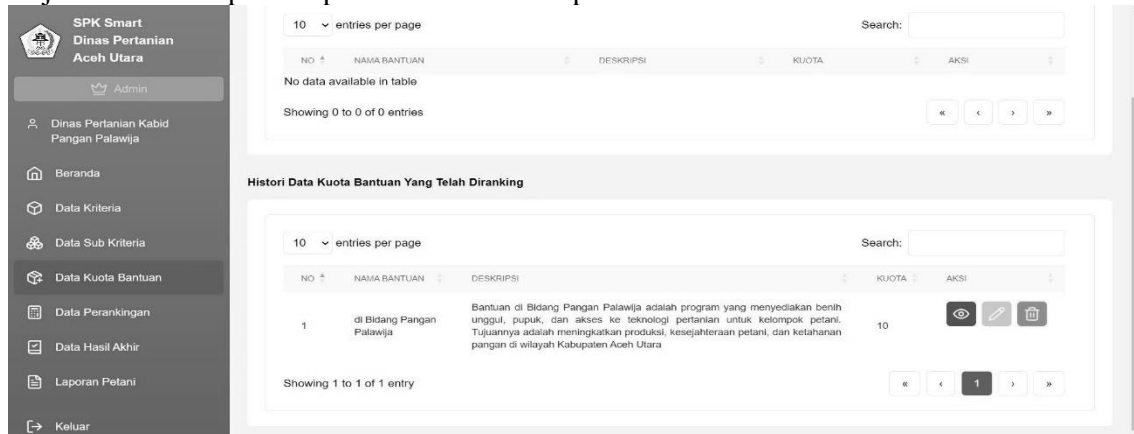 SPK Smart
Dinas Pertanian
Aceh Utara
Admin
Dinas Pertanian Kabid
Pangan Palawija
Beranda
Data Kriteria
Data Sub Kriteria
Data Kuota Bantuan
Data Perankingan
Data Hasil Akhir
Laporan Petani
Keluar
10 entries per page
Search:
NO NAMA BANTUAN DESKRIPSI KUOTA AKSI
No data available in table
Showing 0 to 0 of 0 entries
« ‹ › »
Histori Data Kuota Bantuan Yang Telah Diranking
10 entries per page
Search:
NO NAMA BANTUAN DESKRIPSI KUOTA AKSI
1
di Bidang Pangan
Palawija
Bantuan di Bidang Pangan Palawija adalah program yang menyediakan benih
unggul, pupuk, dan akses ke teknologi pertanian untuk kelompok petani.
Tujuannya adalah meningkatkan produksi, kesejahteraan petani, dan ketahanan
pangan di wilayah Kabupaten Aceh Utara
10
Showing 1 to 1 of 1 entry
« ‹ 1 › »